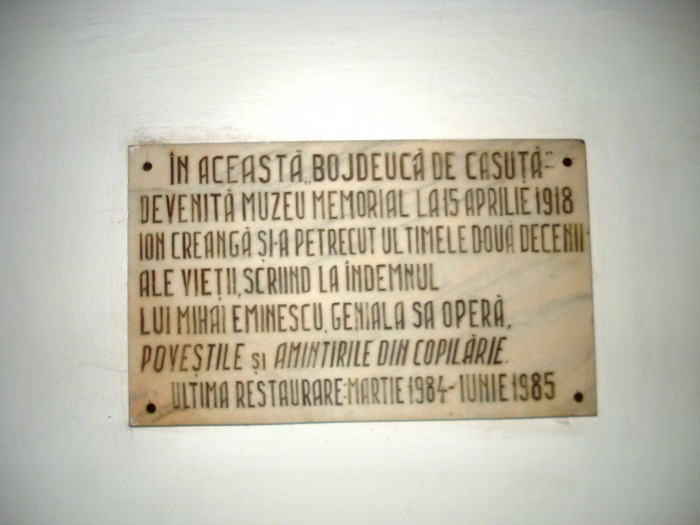 ÎN ACEASTĂ „BOJDEUCĂ DE CASUȚĂ”
DEVENITĂ MUZEU MEMORIAL LA 15 APRILIE 1918
ION CREANGĂ ȘI-A PETRECUT ULTIMELE DOUĂ DECENII
ALE VIEȚII, SCRIIND LA ÎNDEMNUL
LUI MIHAI EMINESCU, GENIALA SA OPERĂ,
POVEȘTILE ȘI AMINTIRILE DIN COPILĂRIE.
ULTIMA RESTAURARE: MARTIE 1984 - IUNIE 1985